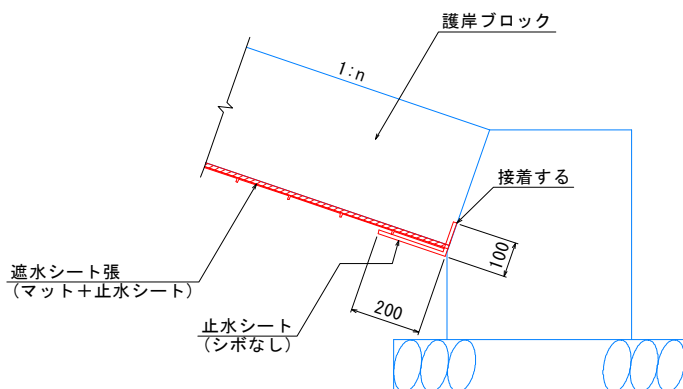 護岸ブロック
1:n
接着する
100
遮水シート張
(マット+止水シート)
200
止水シート
(シボなし)